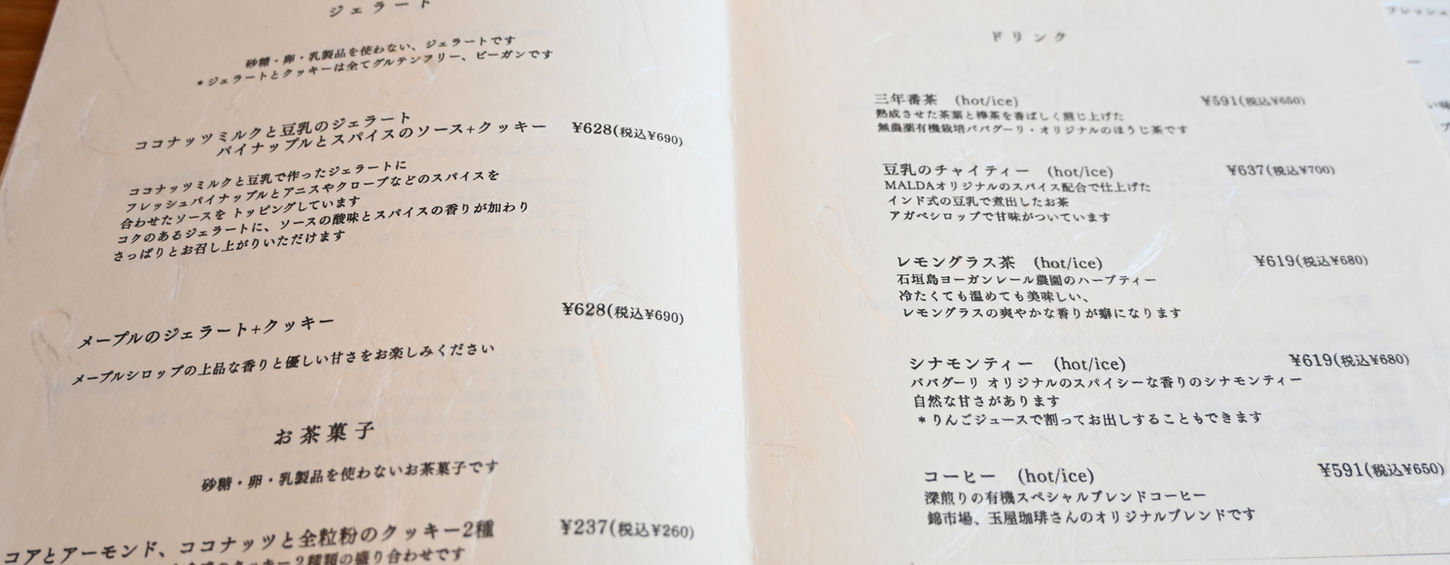 ジェラート
砂糖・卵・乳製品を使わない、ジェラートです
*ジェラートとクッキーは全てグルテンフリー、ビーガンです
ココナッツミルクと豆乳のジェラート
パイナップルとスパイスのソース+クッキー ¥628(税込¥690)
ココナッツミルクと豆乳で作ったジェラートに
フレッシュパイナップルとアニスやクローブなどのスパイスを
合わせたソースを トッピングしています
コクのあるジェラートに、ソースの酸味とスパイスの香りが加わり
さっぱりとお召し上がりいただけます
メープルのジェラート+クッキー ¥628(税込¥690)
メープルシロップの上品な香りと優しい甘さをお楽しみください
お茶菓子
砂糖・卵・乳製品を使わないお茶菓子です
コアとアーモンド、ココナッツと全粒粉のクッキー2種 ¥237(税込¥260)
クッキー2種類の盛り合わせです
ドリンク
三年番茶 (hot/ice) ¥591(税込¥650)
熟成させた茶葉と棒茶を香ばしく煎じ上げた
無農薬有機栽培ババグーリ・オリジナルのほうじ茶です
豆乳のチャイティー (hot/ice) ¥637(税込¥700)
MALDAオリジナルのスパイス配合で仕上げた
インド式の豆乳で煮出したお茶
アガベシロップで甘味がついています
レモングラス茶 (hot/ice) ¥619(税込¥680)
石垣島ヨーガンレール農園のハーブティー
冷たくても温めても美味しい、
レモングラスの爽やかな香りが癖になります
シナモンティー (hot/ice) ¥619(税込¥680)
ババグーリ オリジナルのスパイシーな香りのシナモンティー
自然な甘さがあります
*りんごジュースで割ってお出しすることもできます
コーヒー (hot/ice) ¥591(税込¥650)
深煎りの有機スペシャルブレンドコーヒー
錦市場、玉屋珈琲さんのオリジナルブレンドです
フレッシュ